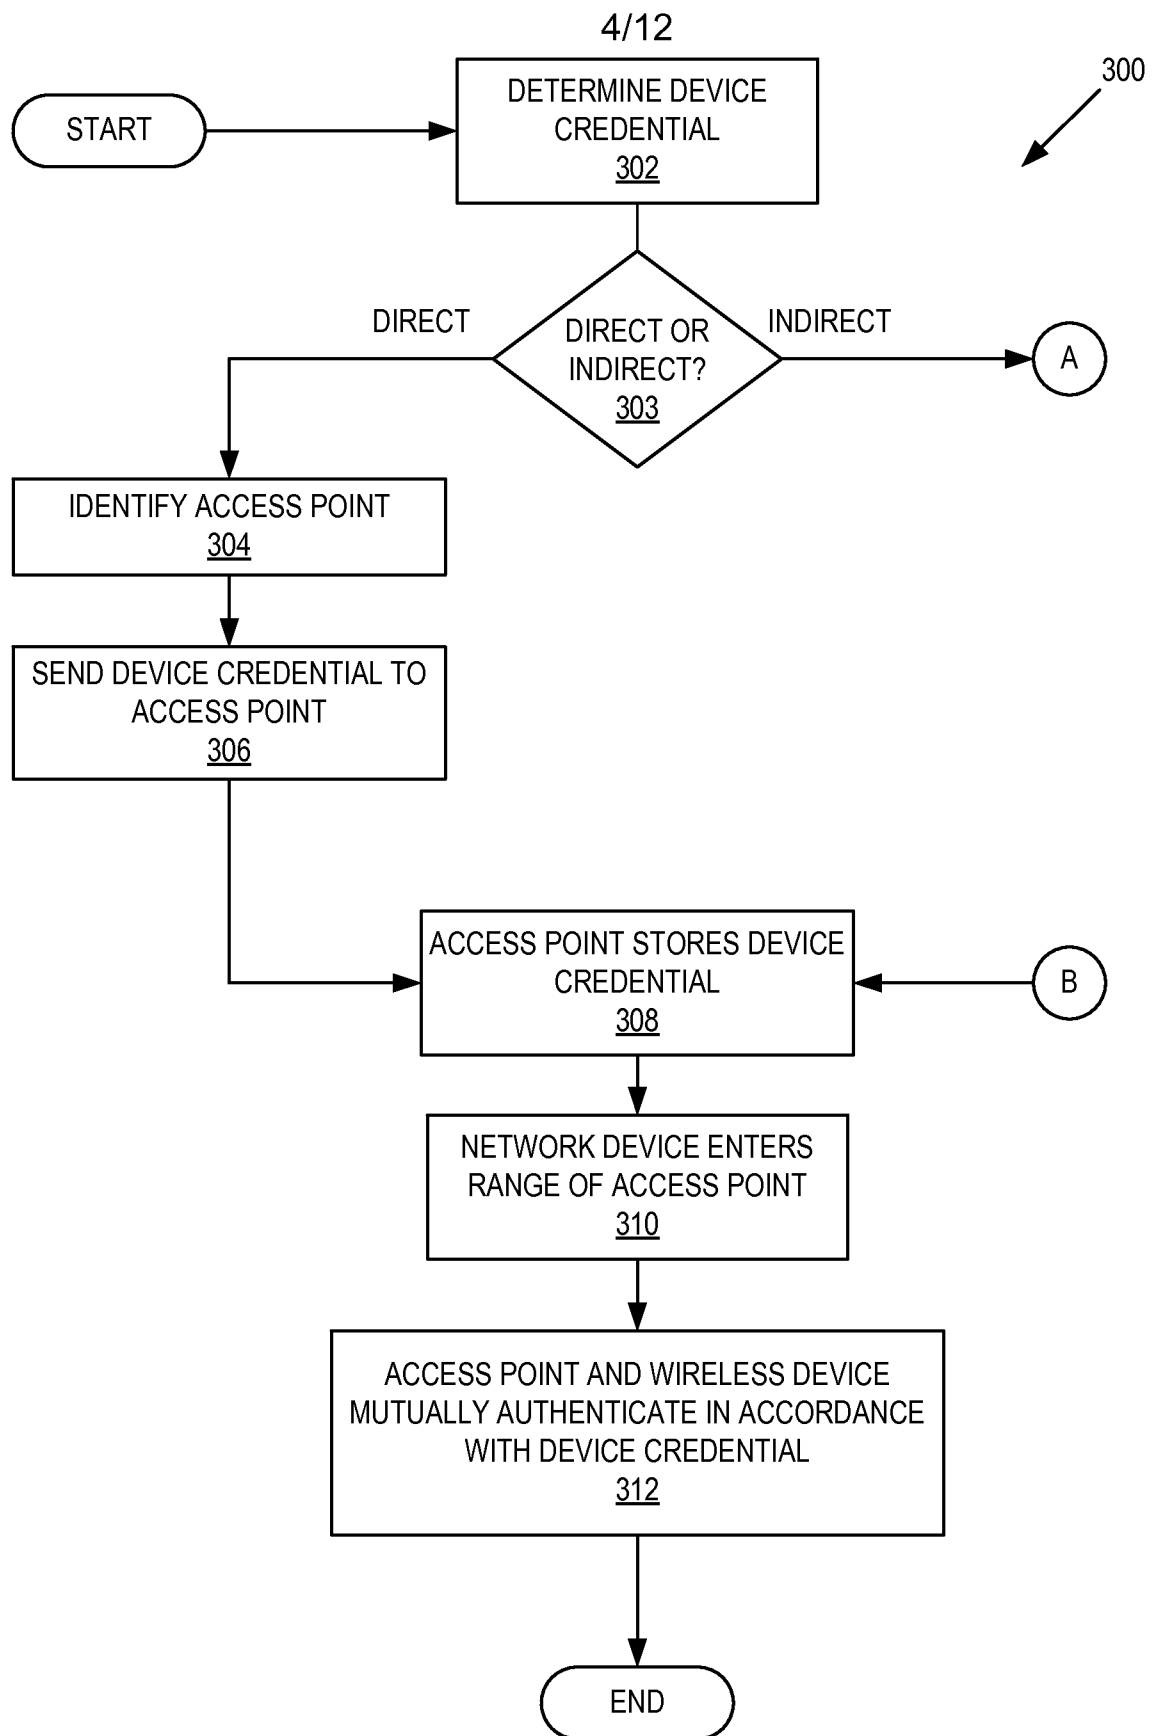 4/12
300
START
DETERMINE DEVICE
CREDENTIAL
302
DIRECT
DIRECT OR
INDIRECT?
303
INDIRECT
A
IDENTIFY ACCESS POINT
304
SEND DEVICE CREDENTIAL TO
ACCESS POINT
306
ACCESS POINT STORES DEVICE
CREDENTIAL
308
B
NETWORK DEVICE ENTERS
RANGE OF ACCESS POINT
310
ACCESS POINT AND WIRELESS DEVICE
MUTUALLY AUTHENTICATE IN ACCORDANCE
WITH DEVICE CREDENTIAL
312
END